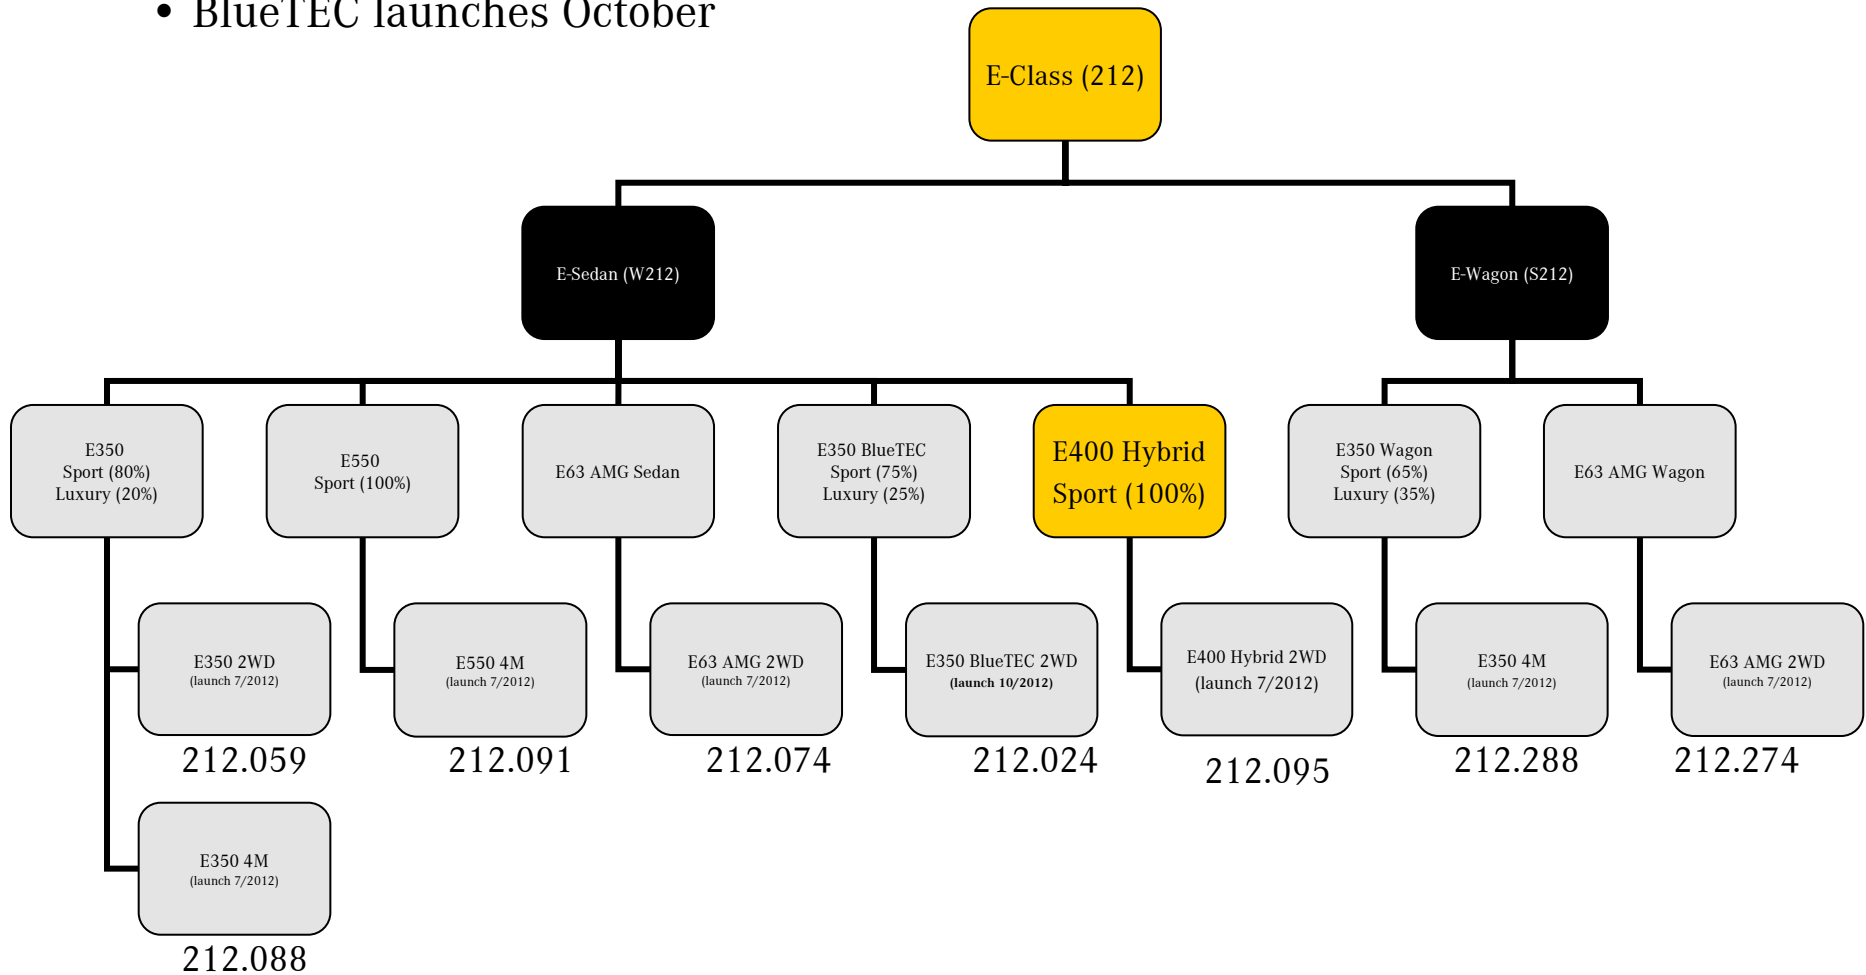 • BlueTEC launches October
E-Class (212)
E-Sedan (W212)
E-Wagon (S212)
E350
Sport (80%)
Luxury (20%)
E550
Sport (100%)
E63 AMG Sedan
E350 BlueTEC
Sport (75%)
Luxury (25%)
E400 Hybrid
Sport (100%)
E350 Wagon
Sport (65%)
Luxury (35%)
E63 AMG Wagon
E350 2WD
(launch 7/2012)
212.059
E550 4M
(launch 7/2012)
212.091
E63 AMG 2WD
(launch 7/2012)
212.074
E350 BlueTEC 2WD
(launch 10/2012)
212.024
E400 Hybrid 2WD
(launch 7/2012)
212.095
E350 4M
(launch 7/2012)
212.288
E63 AMG 2WD
(launch 7/2012)
212.274
E350 4M
(launch 7/2012)
212.088